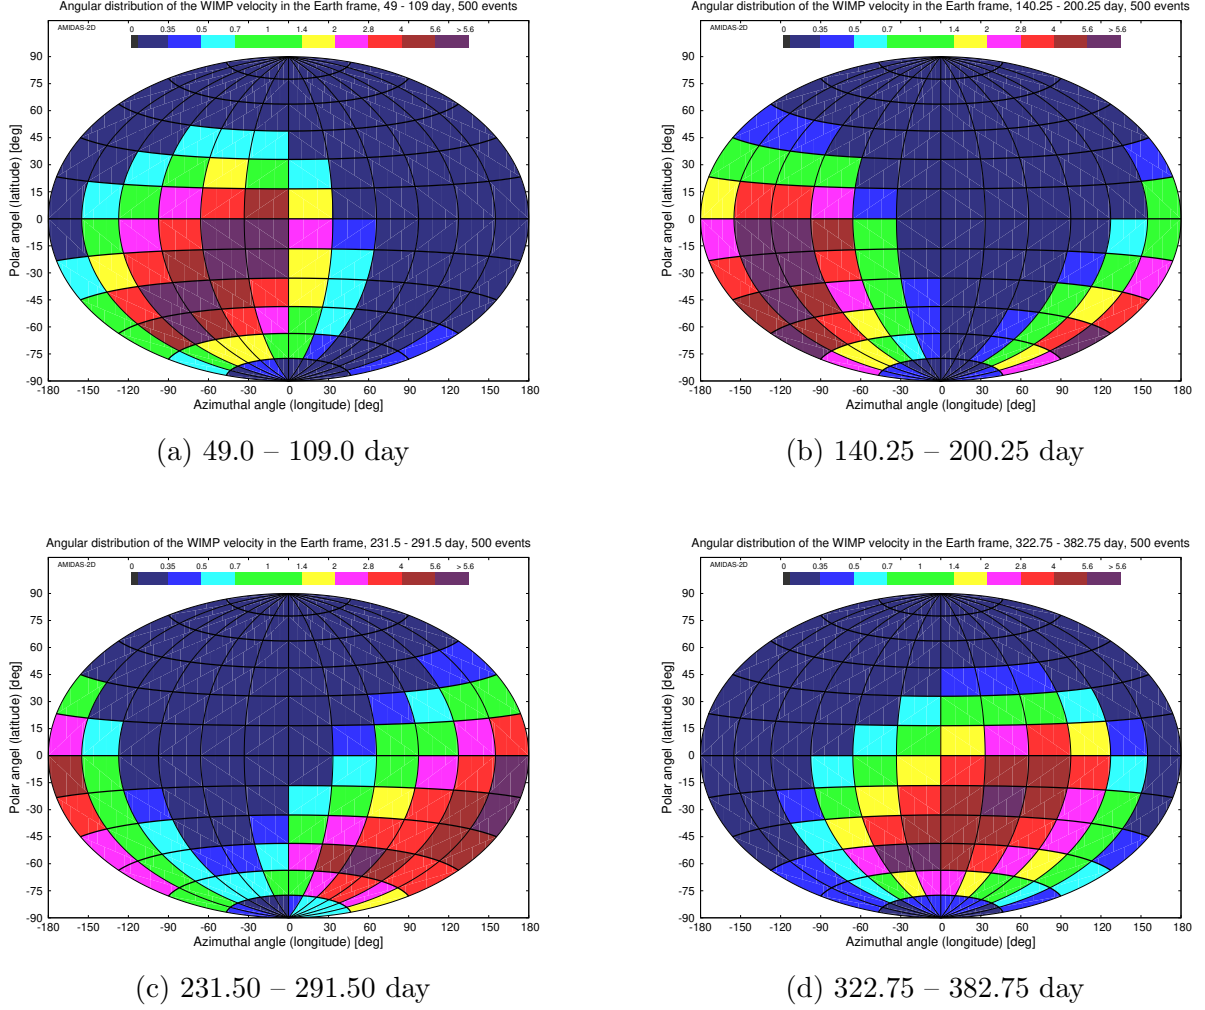 Angular distribution of the WIMP velocity in the Earth frame, 49 - 109 day, 500 events
AMIDAS-2D
0 0.35 0.5 0.7 1 1.4 2 2.8 4 5.6 > 5.6
Polar angel (latitude) [deg]
90
75
60
45
30
15
0
-15
-30
-45
-60
-75
-90
-180 -150 -120 -90 -60 -30 0 30 60 90 120 150 180
Azimuthal angle (longitude) [deg]
(a) 49.0 – 109.0 day
Angular distribution of the WIMP velocity in the Earth frame, 140.25 - 200.25 day, 500 events
AMIDAS-2D
0 0.35 0.5 0.7 1 1.4 2 2.8 4 5.6 > 5.6
Polar angel (latitude) [deg]
90
75
60
45
30
15
0
-15
-30
-45
-60
-75
-90
-180 -150 -120 -90 -60 -30 0 30 60 90 120 150 180
Azimuthal angle (longitude) [deg]
(b) 140.25 – 200.25 day
Angular distribution of the WIMP velocity in the Earth frame, 231.5 - 291.5 day, 500 events
AMIDAS-2D
0 0.35 0.5 0.7 1 1.4 2 2.8 4 5.6 > 5.6
Polar angel (latitude) [deg]
90
75
60
45
30
15
0
-15
-30
-45
-60
-75
-90
-180 -150 -120 -90 -60 -30 0 30 60 90 120 150 180
Azimuthal angle (longitude) [deg]
(c) 231.50 – 291.50 day
Angular distribution of the WIMP velocity in the Earth frame, 322.75 - 382.75 day, 500 events
AMIDAS-2D
0 0.35 0.5 0.7 1 1.4 2 2.8 4 5.6 > 5.6
Polar angel (latitude) [deg]
90
75
60
45
30
15
0
-15
-30
-45
-60
-75
-90
-180 -150 -120 -90 -60 -30 0 30 60 90 120 150 180
Azimuthal angle (longitude) [deg]
(d) 322.75 – 382.75 day